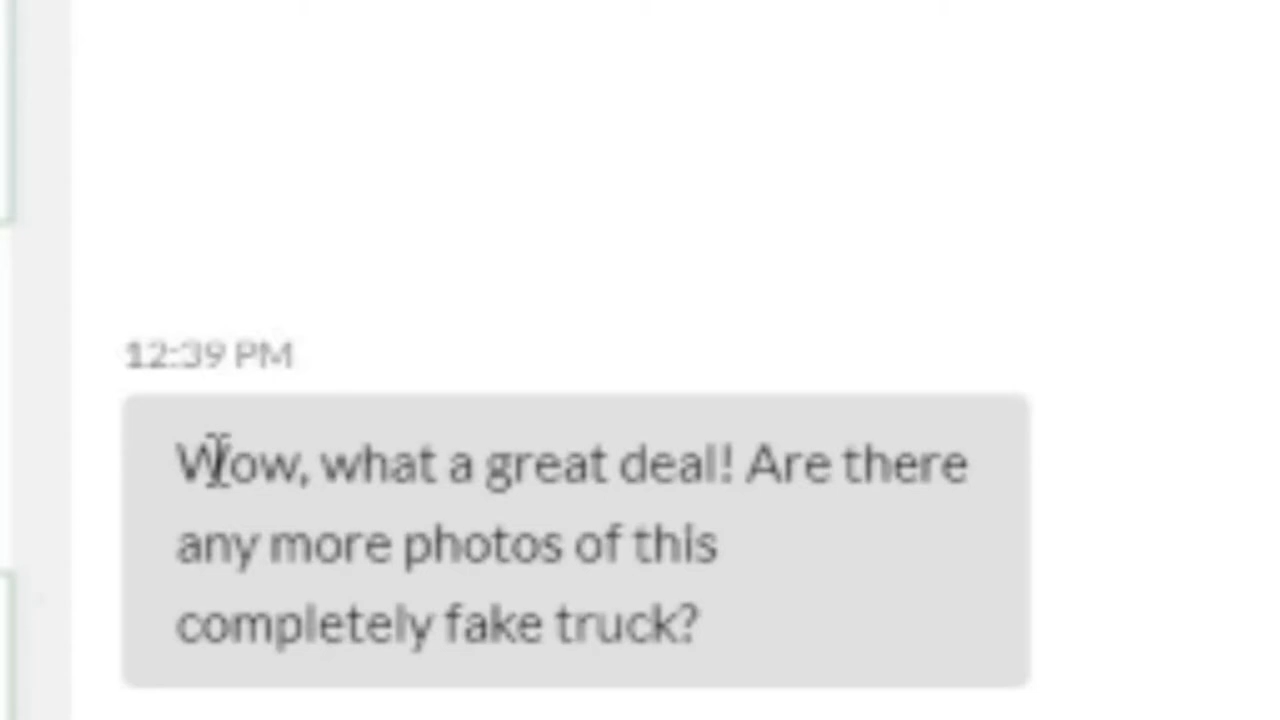 12:39 PM
Wow, what a great deal! Are there
any more photos of this
completely fake truck?